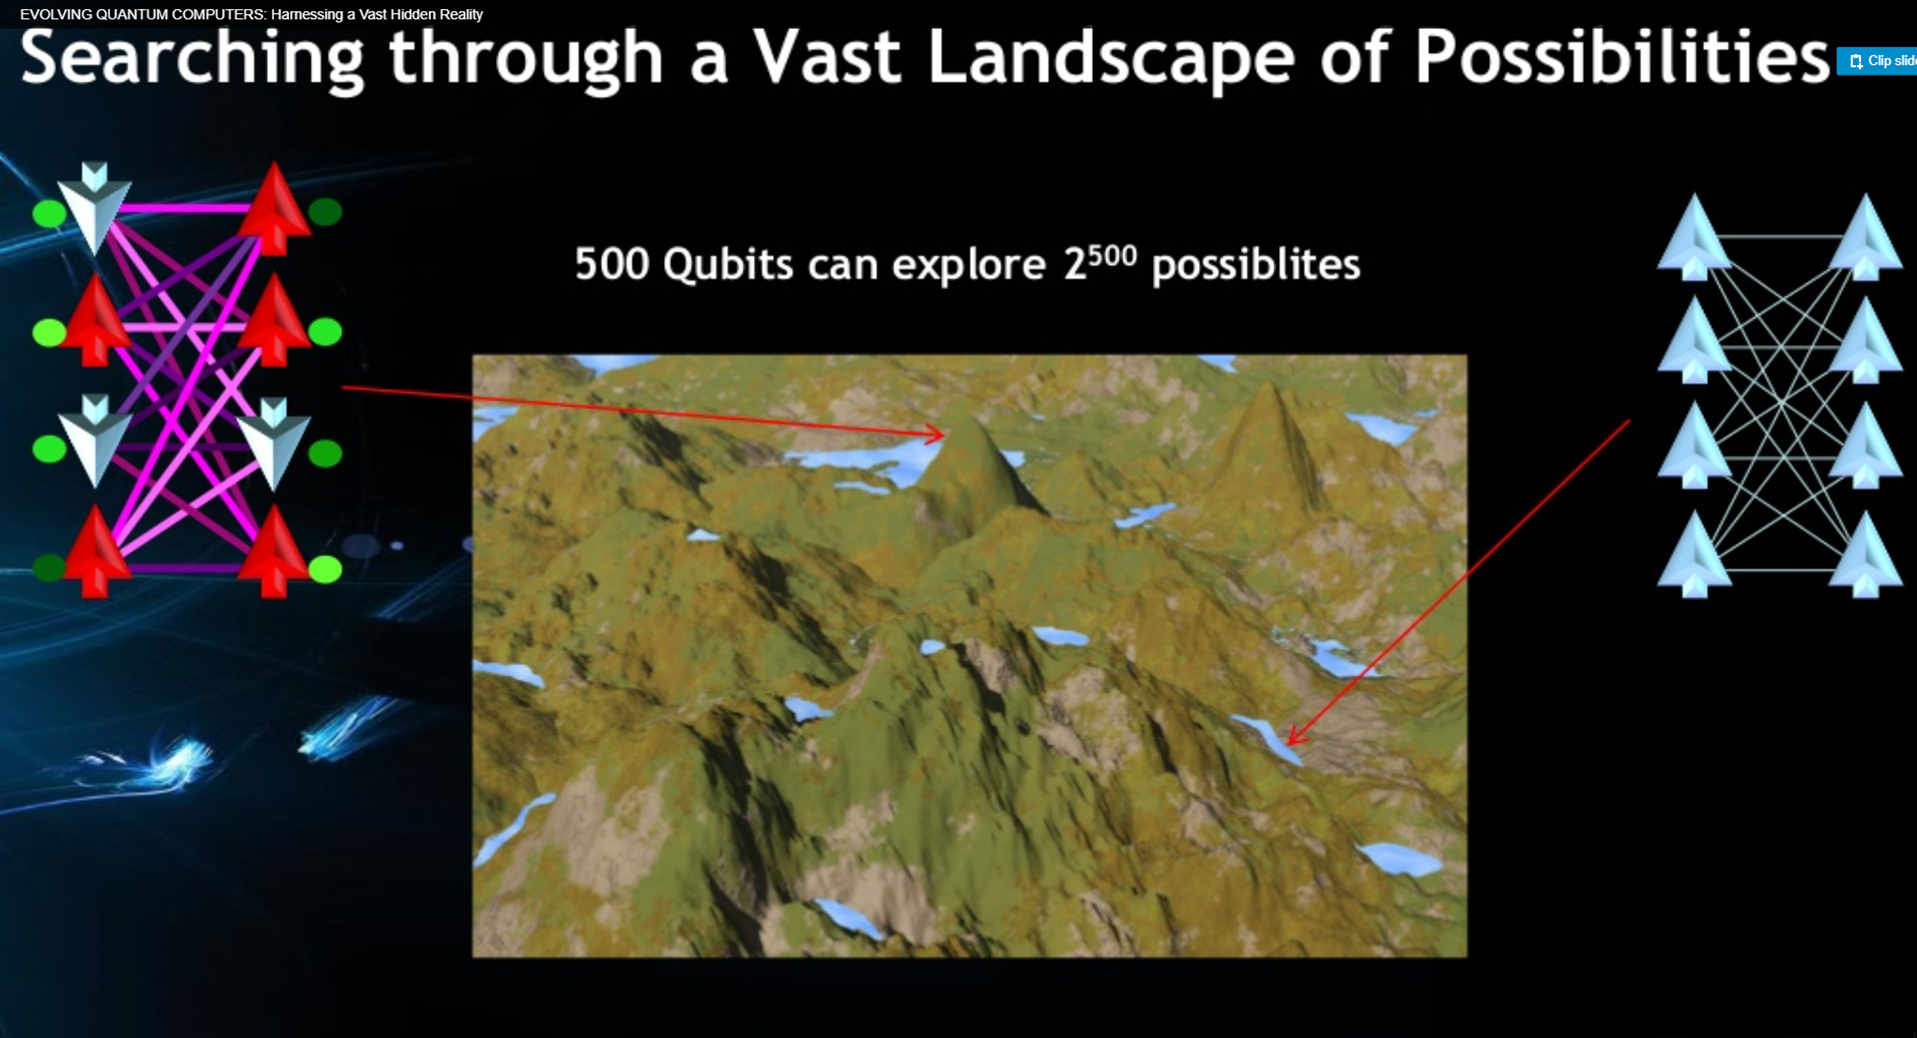 EVOLVING QUANTUM COMPUTERS: Harnessing a Vast Hidden Reality
Searching through a Vast Landscape of Possibilities
Clip slide
500 Qubits can explore 2⁵⁰⁰ possiblites